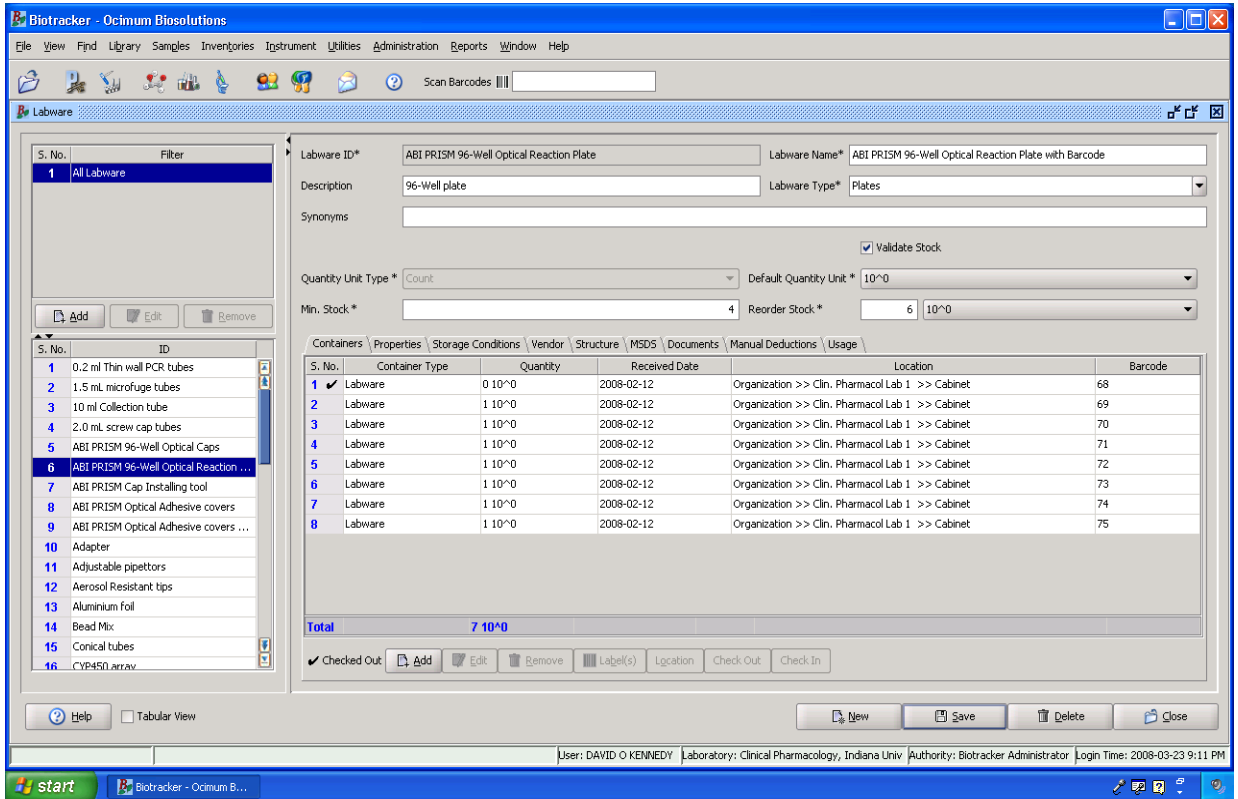 Biotracker - Ocimum Biosolutions
File View Find Library Samples Inventories Instrument Utilities Administration Reports Window Help
Scan Barcodes
Labware
S. No. Filter
1 All Labware
Add Edit Remove
S. No. ID
1 0.2 ml Thin wall PCR tubes
2 1.5 mL microfuge tubes
3 10 ml Collection tube
4 2.0 mL screw cap tubes
5 ABI PRISM 96-Well Optical Caps
6 ABI PRISM 96-Well Optical Reaction ...
7 ABI PRISM Cap Installing tool
8 ABI PRISM Optical Adhesive covers
9 ABI PRISM Optical Adhesive covers ...
10 Adapter
11 Adjustable pipettors
12 Aerosol Resistant tips
13 Aluminium foil
14 Bead Mix
15 Conical tubes
16 CYP450 array
Labware ID* ABI PRISM 96-Well Optical Reaction Plate Labware Name* ABI PRISM 96-Well Optical Reaction Plate with Barcode
Description 96-Well plate Labware Type* Plates
Synonyms
Validate Stock
Quantity Unit Type * Count Default Quantity Unit * 10^0
Min. Stock * 4 Reorder Stock * 6 10^0
Containers Properties Storage Conditions Vendor Structure MSDS Documents Manual Deductions Usage
S. No. Container Type Quantity Received Date Location Barcode
1 ✔ Labware 0 10^0 2008-02-12 Organization >> Clin. Pharmacol Lab 1 >> Cabinet 68
2 Labware 1 10^0 2008-02-12 Organization >> Clin. Pharmacol Lab 1 >> Cabinet 69
3 Labware 1 10^0 2008-02-12 Organization >> Clin. Pharmacol Lab 1 >> Cabinet 70
4 Labware 1 10^0 2008-02-12 Organization >> Clin. Pharmacol Lab 1 >> Cabinet 71
5 Labware 1 10^0 2008-02-12 Organization >> Clin. Pharmacol Lab 1 >> Cabinet 72
6 Labware 1 10^0 2008-02-12 Organization >> Clin. Pharmacol Lab 1 >> Cabinet 73
7 Labware 1 10^0 2008-02-12 Organization >> Clin. Pharmacol Lab 1 >> Cabinet 74
8 Labware 1 10^0 2008-02-12 Organization >> Clin. Pharmacol Lab 1 >> Cabinet 75
Total 7 10^0
✔ Checked Out Add Edit Remove Label(s) Location Check Out Check In
Help Tabular View New Save Delete Close
User: DAVID O KENNEDY Laboratory: Clinical Pharmacology, Indiana Univ Authority: Biotracker Administrator Login Time: 2008-03-23 9:11 PM
start Biotracker - Ocimum B...